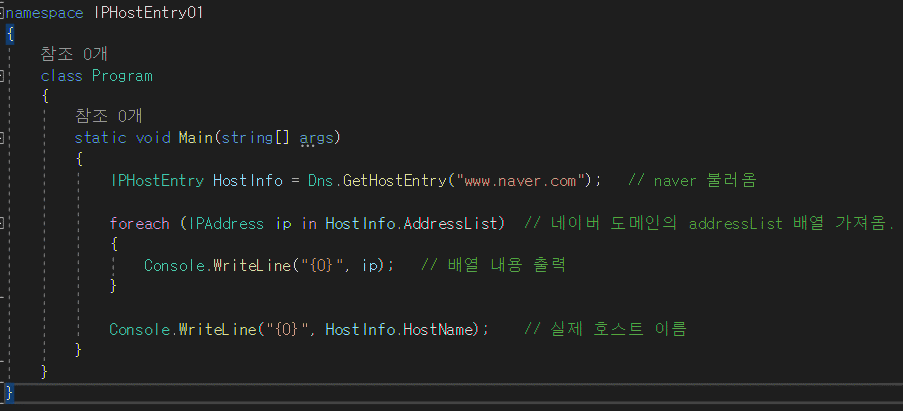 namespace IPHostEntry01
{
참조 0개
class Program
{
참조 0개
static void Main(string[] args)
{
IPHostEntry HostInfo = Dns.GetHostEntry("www.naver.com"); // naver 불러옴
foreach (IPAddress ip in HostInfo.AddressList) // 네이버 도메인의 addressList 배열 가져옴.
{
Console.WriteLine("{0}", ip); // 배열 내용 출력
}
Console.WriteLine("{0}", HostInfo.HostName); // 실제 호스트 이름
}
}
}